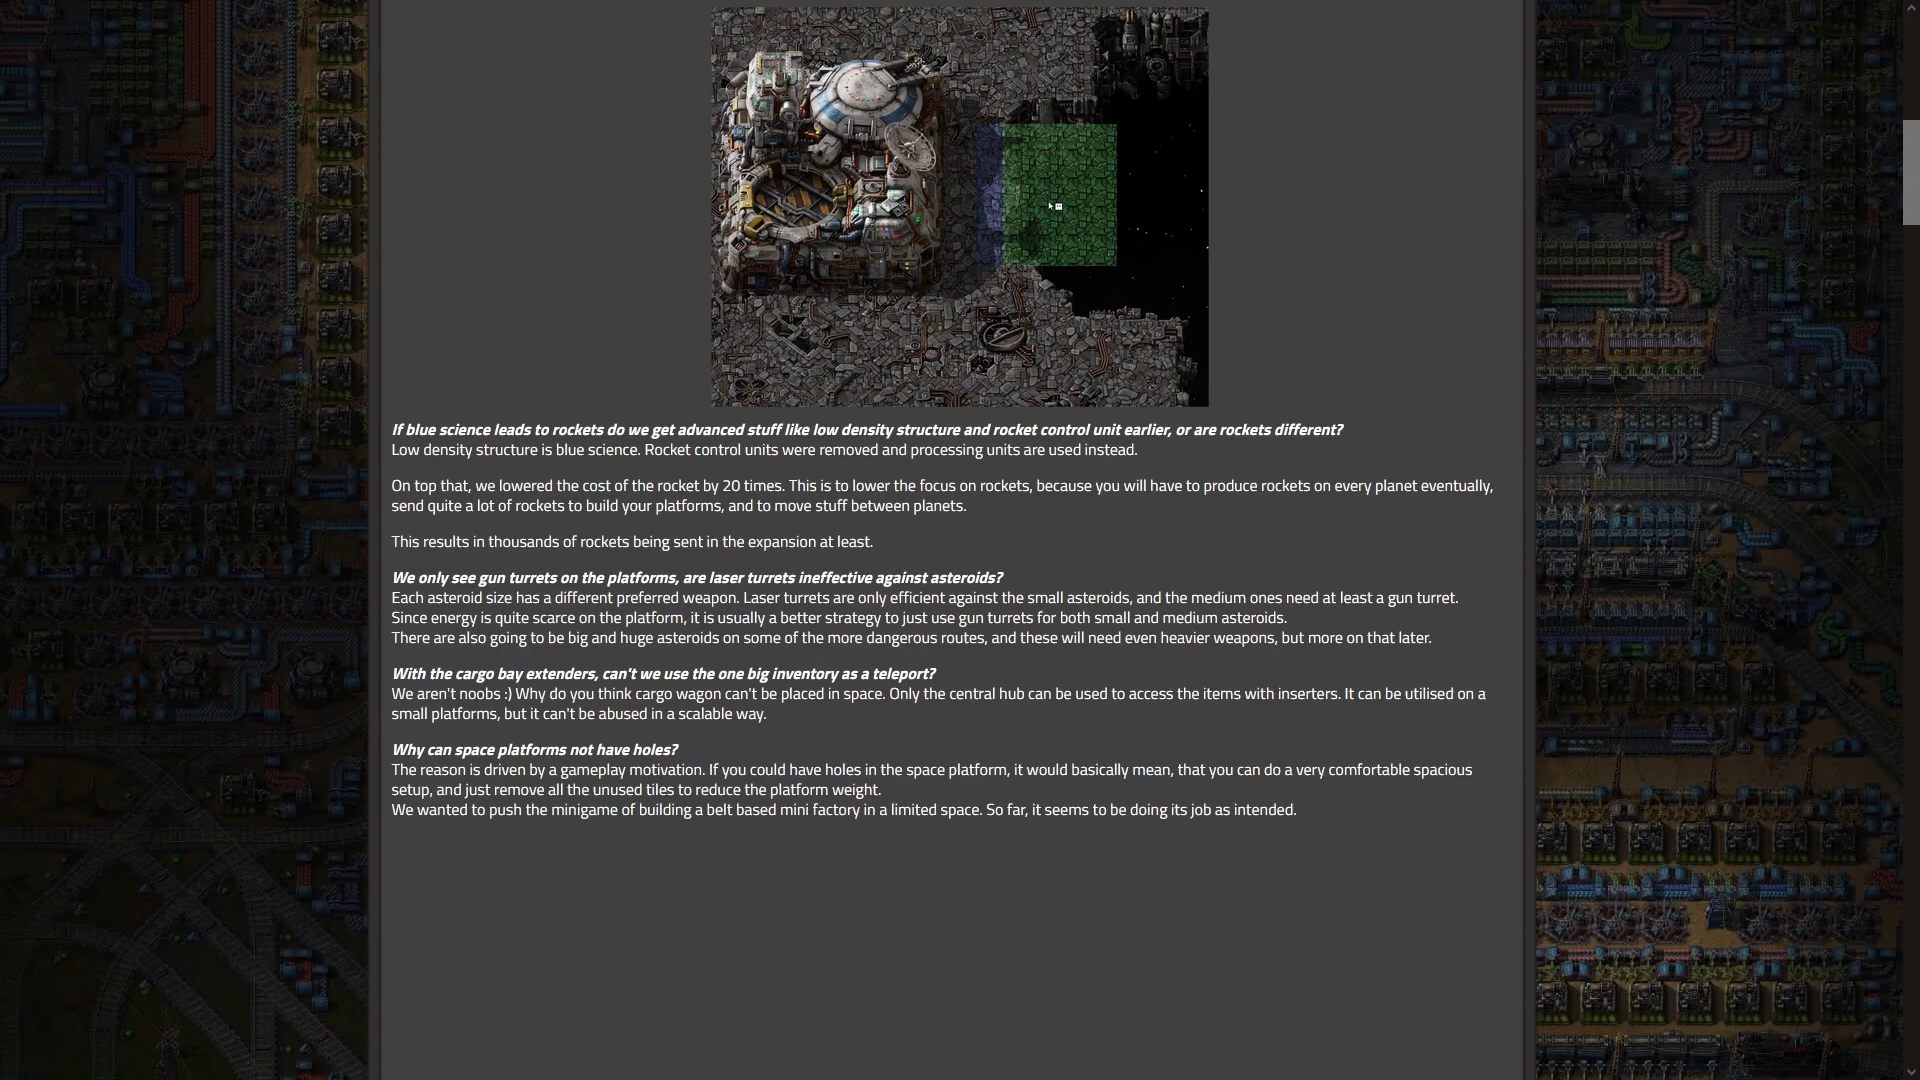 If blue science leads to rockets do we get advanced stuff like low density structure and rocket control unit earlier, or are rockets different?
Low density structure is blue science. Rocket control units were removed and processing units are used instead.
On top that, we lowered the cost of the rocket by 20 times. This is to lower the focus on rockets, because you will have to produce rockets on every planet eventually,
send quite a lot of rockets to build your platforms, and to move stuff between planets.
This results in thousands of rockets being sent in the expansion at least.
We only see gun turrets on the platforms, are laser turrets ineffective against asteroids?
Each asteroid size has a different preferred weapon. Laser turrets are only efficient against the small asteroids, and the medium ones need at least a gun turret.
Since energy is quite scarce on the platform, it is usually a better strategy to just use gun turrets for both small and medium asteroids.
There are also going to be big and huge asteroids on some of the more dangerous routes, and these will need even heavier weapons, but more on that later.
With the cargo bay extenders, can't we use the one big inventory as a teleport?
We aren't noobs :) Why do you think cargo wagon can't be placed in space. Only the central hub can be used to access the items with inserters. It can be utilised on a
small platforms, but it can't be abused in a scalable way.
Why can space platforms not have holes?
The reason is driven by a gameplay motivation. If you could have holes in the space platform, it would basically mean, that you can do a very comfortable spacious
setup, and just remove all the unused tiles to reduce the platform weight.
We wanted to push the minigame of building a belt based mini factory in a limited space. So far, it seems to be doing its job as intended.